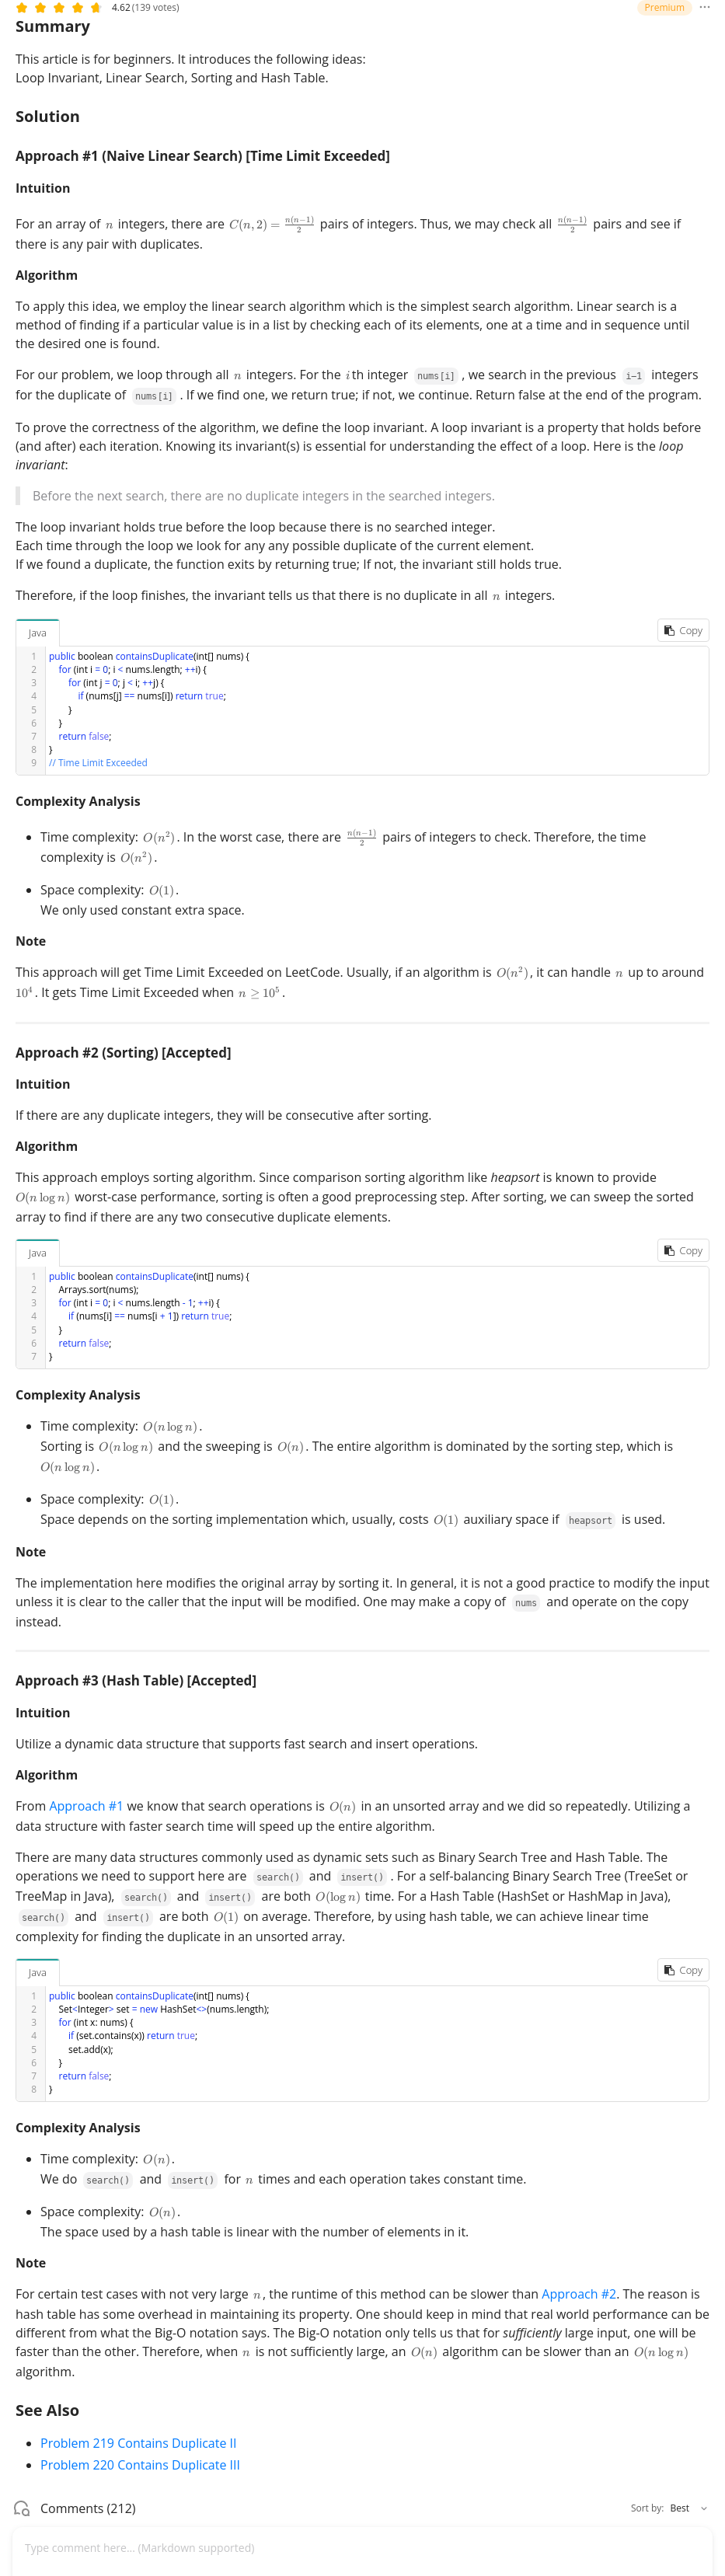 4.62 (139 votes) Premium ...
Summary
This article is for beginners. It introduces the following ideas:
Loop Invariant, Linear Search, Sorting and Hash Table.
Solution
Approach #1 (Naive Linear Search) [Time Limit Exceeded]
Intuition
For an array of n integers, there are C(n, 2) = n(n−1)/2 pairs of integers. Thus, we may check all n(n−1)/2 pairs and see if
there is any pair with duplicates.
Algorithm
To apply this idea, we employ the linear search algorithm which is the simplest search algorithm. Linear search is a
method of finding if a particular value is in a list by checking each of its elements, one at a time and in sequence until
the desired one is found.
For our problem, we loop through all n integers. For the i th integer nums[i] , we search in the previous i−1 integers
for the duplicate of nums[i] . If we find one, we return true; if not, we continue. Return false at the end of the program.
To prove the correctness of the algorithm, we define the loop invariant. A loop invariant is a property that holds before
(and after) each iteration. Knowing its invariant(s) is essential for understanding the effect of a loop. Here is the loop
invariant:
Before the next search, there are no duplicate integers in the searched integers.
The loop invariant holds true before the loop because there is no searched integer.
Each time through the loop we look for any any possible duplicate of the current element.
If we found a duplicate, the function exits by returning true; If not, the invariant still holds true.
Therefore, if the loop finishes, the invariant tells us that there is no duplicate in all n integers.
Java Copy
1 public boolean containsDuplicate(int[] nums) {
2 for (int i = 0; i < nums.length; ++i) {
3 for (int j = 0; j < i; ++j) {
4 if (nums[j] == nums[i]) return true;
5 }
6 }
7 return false;
8 }
9 // Time Limit Exceeded
Complexity Analysis
• Time complexity: O(n²). In the worst case, there are n(n−1)/2 pairs of integers to check. Therefore, the time
complexity is O(n²).
• Space complexity: O(1).
We only used constant extra space.
Note
This approach will get Time Limit Exceeded on LeetCode. Usually, if an algorithm is O(n²), it can handle n up to around
10⁴. It gets Time Limit Exceeded when n ≥ 10⁵.
Approach #2 (Sorting) [Accepted]
Intuition
If there are any duplicate integers, they will be consecutive after sorting.
Algorithm
This approach employs sorting algorithm. Since comparison sorting algorithm like heapsort is known to provide
O(n log n) worst-case performance, sorting is often a good preprocessing step. After sorting, we can sweep the sorted
array to find if there are any two consecutive duplicate elements.
Java Copy
1 public boolean containsDuplicate(int[] nums) {
2 Arrays.sort(nums);
3 for (int i = 0; i < nums.length - 1; ++i) {
4 if (nums[i] == nums[i + 1]) return true;
5 }
6 return false;
7 }
Complexity Analysis
• Time complexity: O(n log n).
Sorting is O(n log n) and the sweeping is O(n). The entire algorithm is dominated by the sorting step, which is
O(n log n).
• Space complexity: O(1).
Space depends on the sorting implementation which, usually, costs O(1) auxiliary space if heapsort is used.
Note
The implementation here modifies the original array by sorting it. In general, it is not a good practice to modify the input
unless it is clear to the caller that the input will be modified. One may make a copy of nums and operate on the copy
instead.
Approach #3 (Hash Table) [Accepted]
Intuition
Utilize a dynamic data structure that supports fast search and insert operations.
Algorithm
From Approach #1 we know that search operations is O(n) in an unsorted array and we did so repeatedly. Utilizing a
data structure with faster search time will speed up the entire algorithm.
There are many data structures commonly used as dynamic sets such as Binary Search Tree and Hash Table. The
operations we need to support here are search() and insert() . For a self-balancing Binary Search Tree (TreeSet or
TreeMap in Java), search() and insert() are both O(log n) time. For a Hash Table (HashSet or HashMap in Java),
search() and insert() are both O(1) on average. Therefore, by using hash table, we can achieve linear time
complexity for finding the duplicate in an unsorted array.
Java Copy
1 public boolean containsDuplicate(int[] nums) {
2 Set<Integer> set = new HashSet<>(nums.length);
3 for (int x: nums) {
4 if (set.contains(x)) return true;
5 set.add(x);
6 }
7 return false;
8 }
Complexity Analysis
• Time complexity: O(n).
We do search() and insert() for n times and each operation takes constant time.
• Space complexity: O(n).
The space used by a hash table is linear with the number of elements in it.
Note
For certain test cases with not very large n, the runtime of this method can be slower than Approach #2. The reason is
hash table has some overhead in maintaining its property. One should keep in mind that real world performance can be
different from what the Big-O notation says. The Big-O notation only tells us that for sufficiently large input, one will be
faster than the other. Therefore, when n is not sufficiently large, an O(n) algorithm can be slower than an O(n log n)
algorithm.
See Also
• Problem 219 Contains Duplicate II
• Problem 220 Contains Duplicate III
Comments (212) Sort by: Best
Type comment here... (Markdown supported)